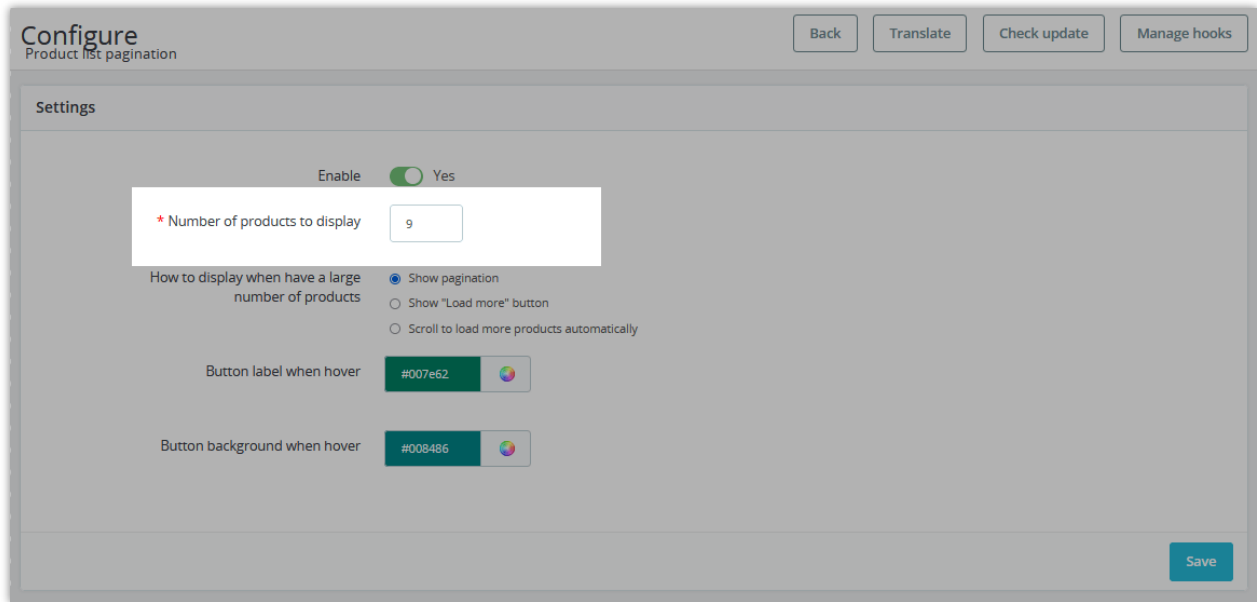 Configure
Product list pagination
Back
Translate
Check update
Manage hooks
Settings
Enable
Yes
* Number of products to display
9
How to display when have a large
number of products
Show pagination
Show "Load more" button
Scroll to load more products automatically
Button label when hover
#007e62
Button background when hover
#008486
Save